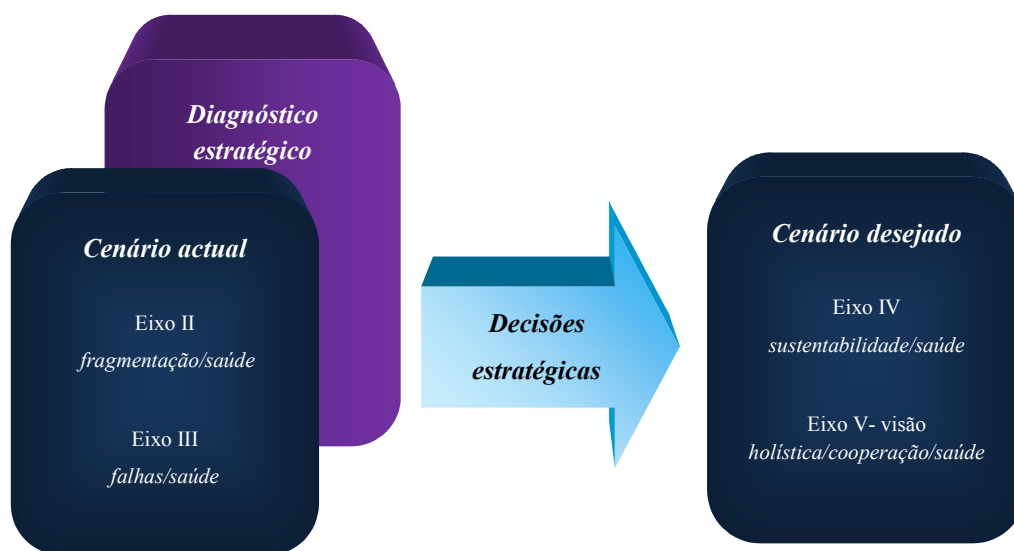 Diagnóstico
estratégico
Cenário actual
Eixo II
fragmentação/saúde
Eixo III
falhas/saúde
Decisões
estratégicas
Cenário desejado
Eixo IV
sustentabilidade/saúde
Eixo V- visão
holística/cooperação/saúde